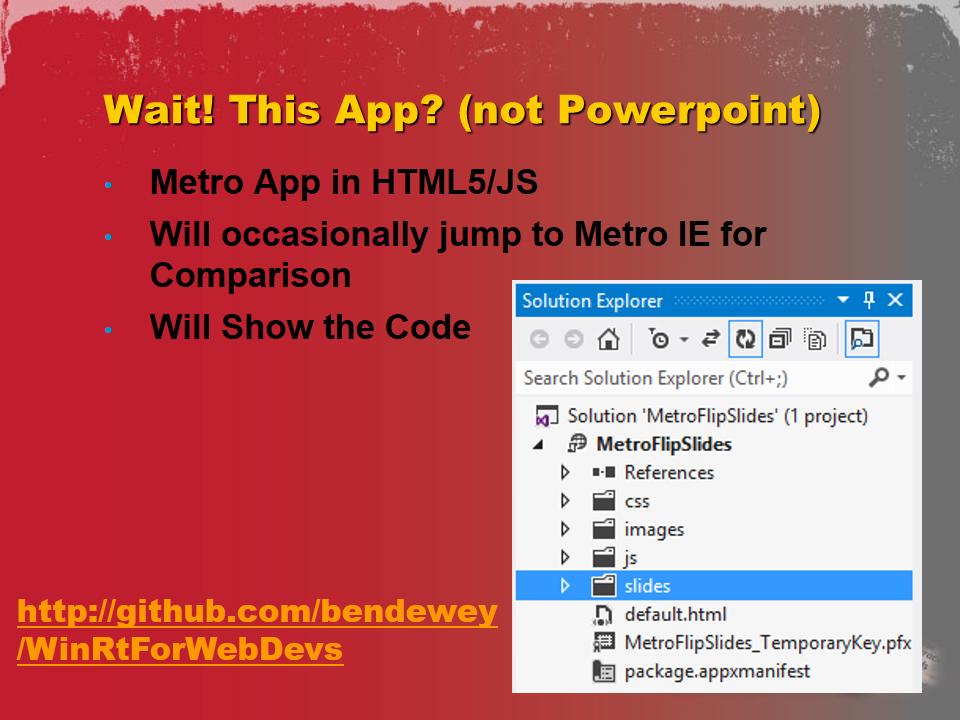 Wait! This App? (not Powerpoint)
• Metro App in HTML5/JS
• Will occasionally jump to Metro IE for
Comparison
• Will Show the Code
Solution Explorer
Search Solution Explorer (Ctrl+;)
Solution 'MetroFlipSlides' (1 project)
MetroFlipSlides
References
css
images
js
slides
default.html
MetroFlipSlides_TemporaryKey.pfx
package.appxmanifest
http://github.com/bendewey
/WinRtForWebDevs